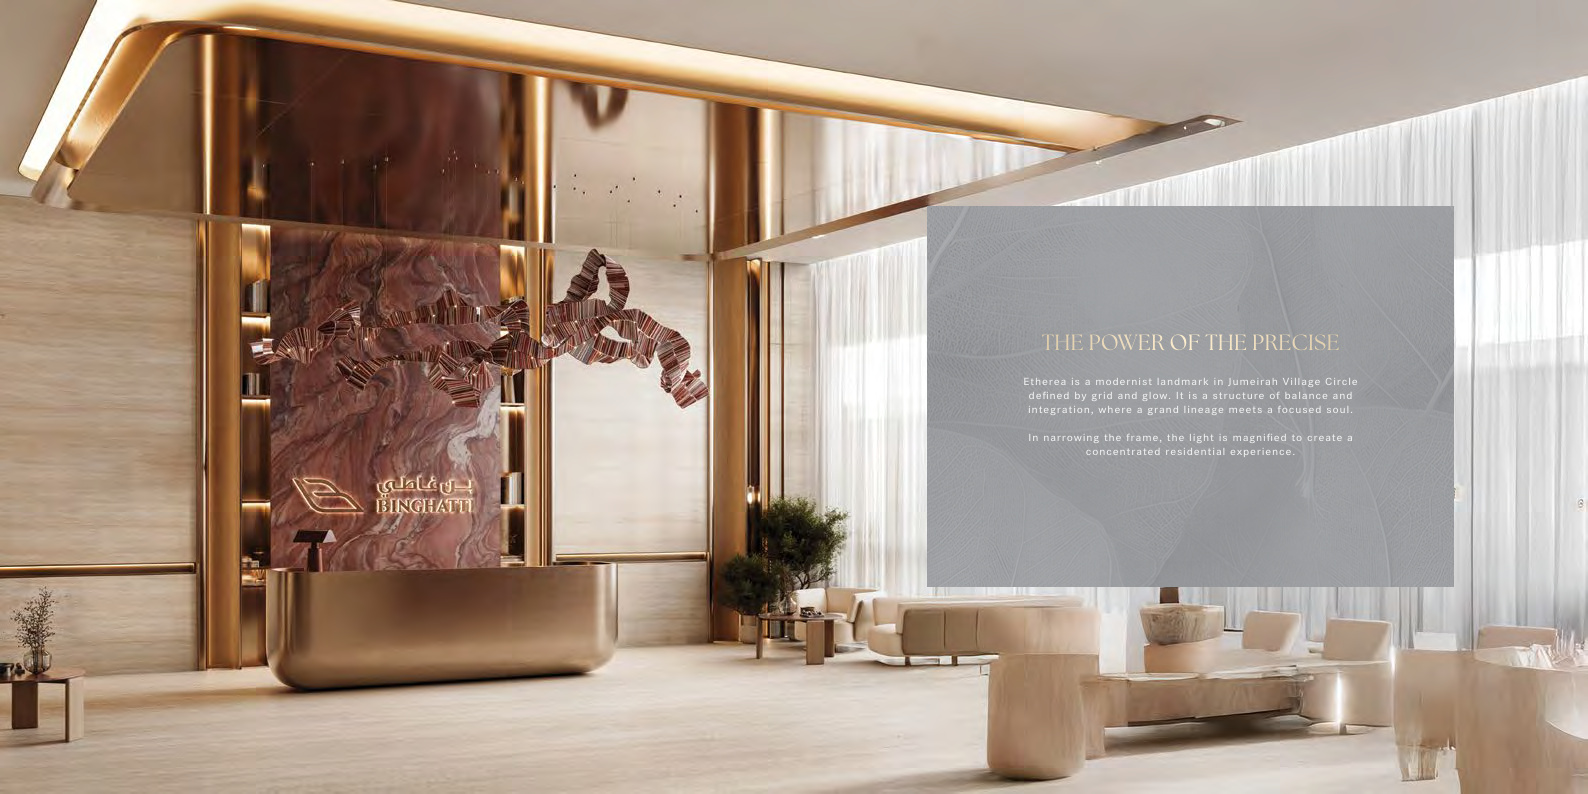 بن غاطي
BINGHATTI
THE POWER OF THE PRECISE
Etherea is a modernist landmark in Jumeirah Village Circle
defined by grid and glow. It is a structure of balance and
integration, where a grand lineage meets a focused soul.
In narrowing the frame, the light is magnified to create a
concentrated residential experience.